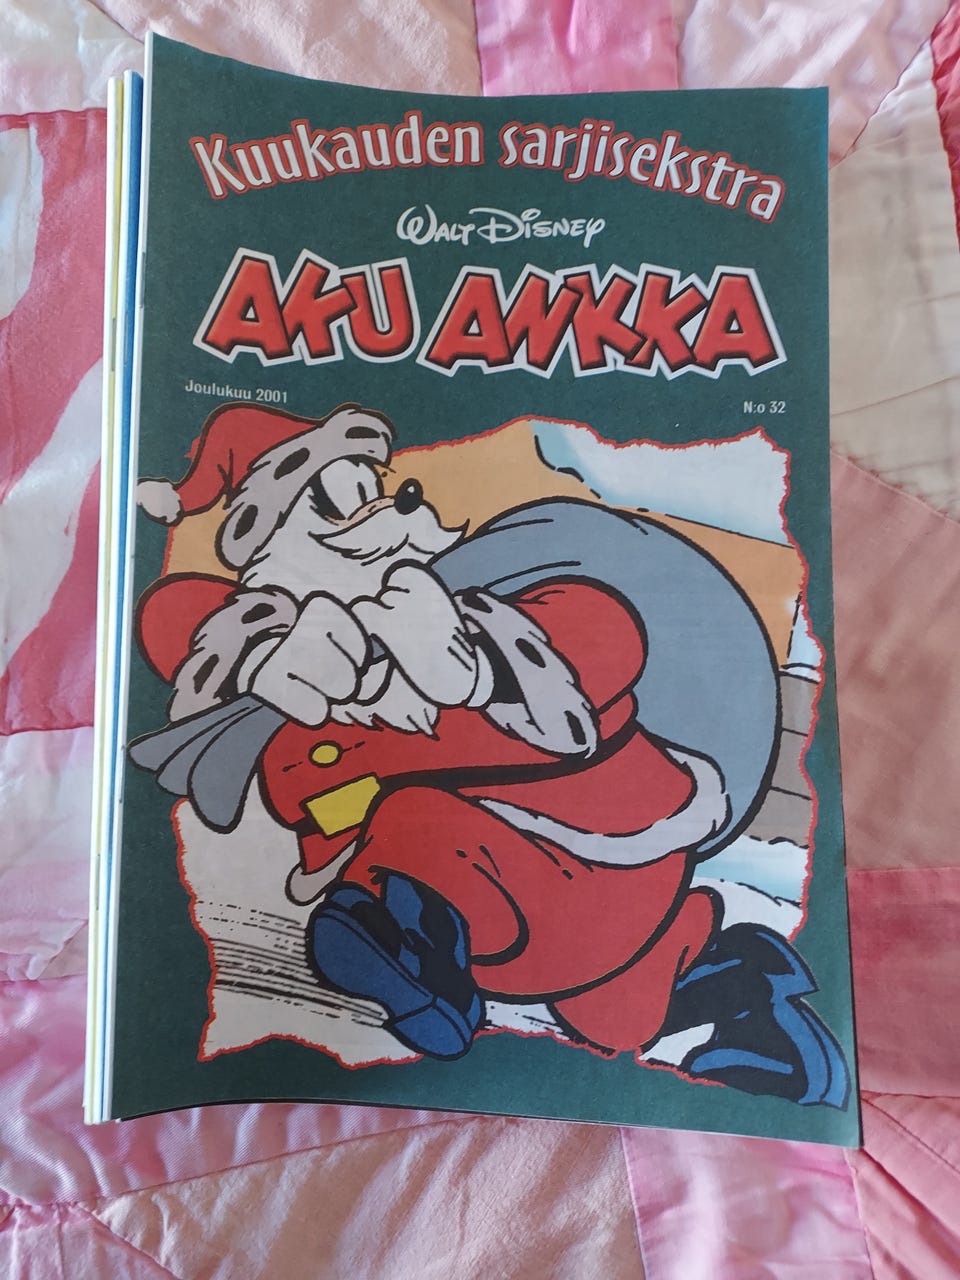 Kuukauden sarjisekstra
WALT DISNEY
AKU ANKKA
Joulukuu 2001
N:o 32